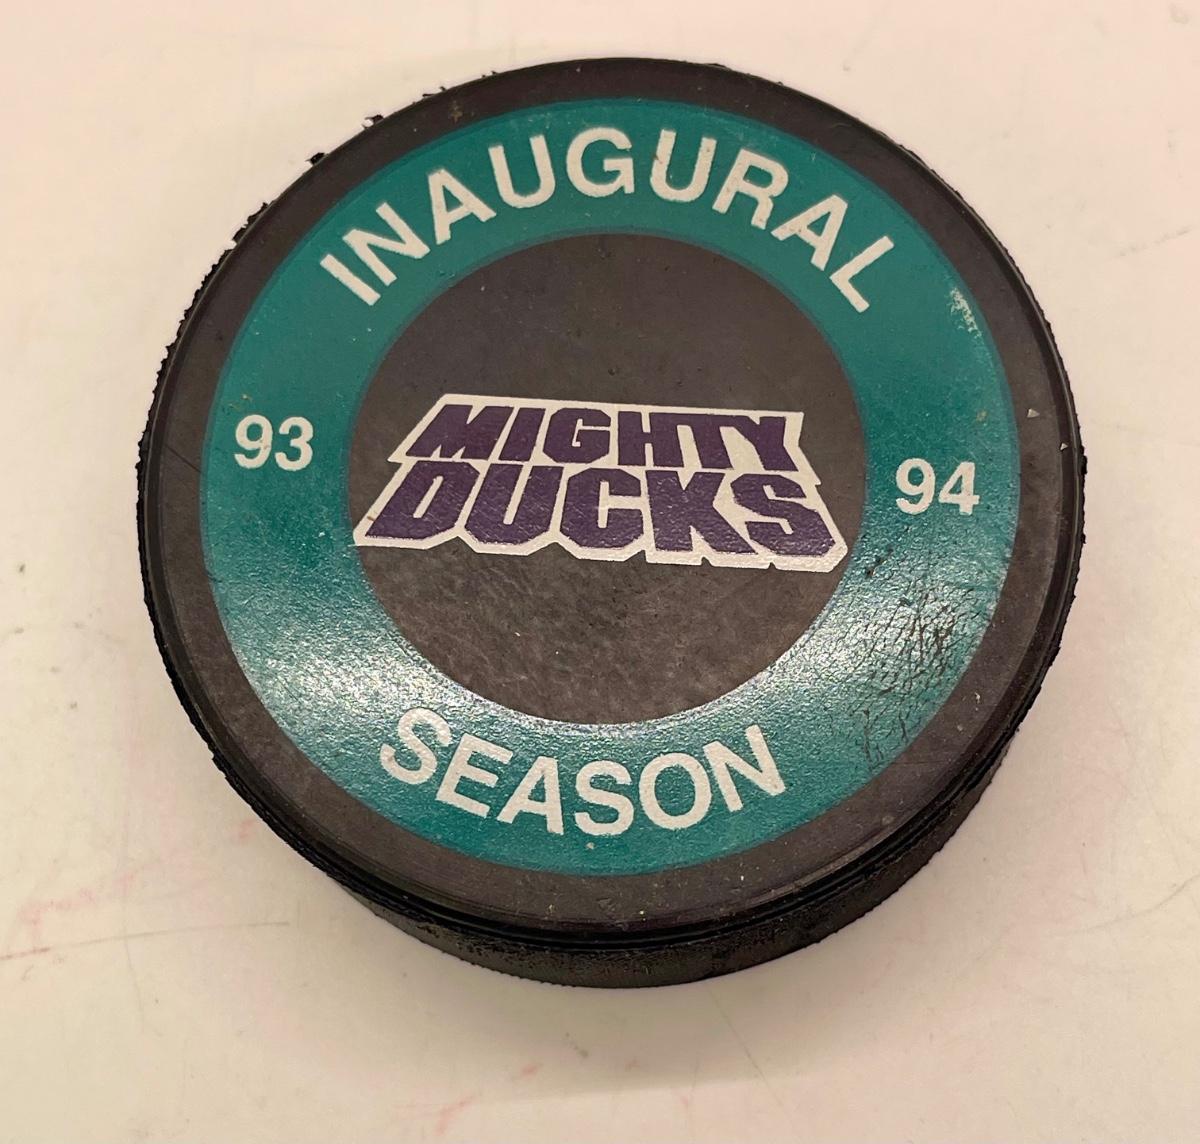 INAUGURAL
93
94
MIGHTY
DUCKS
SEASON